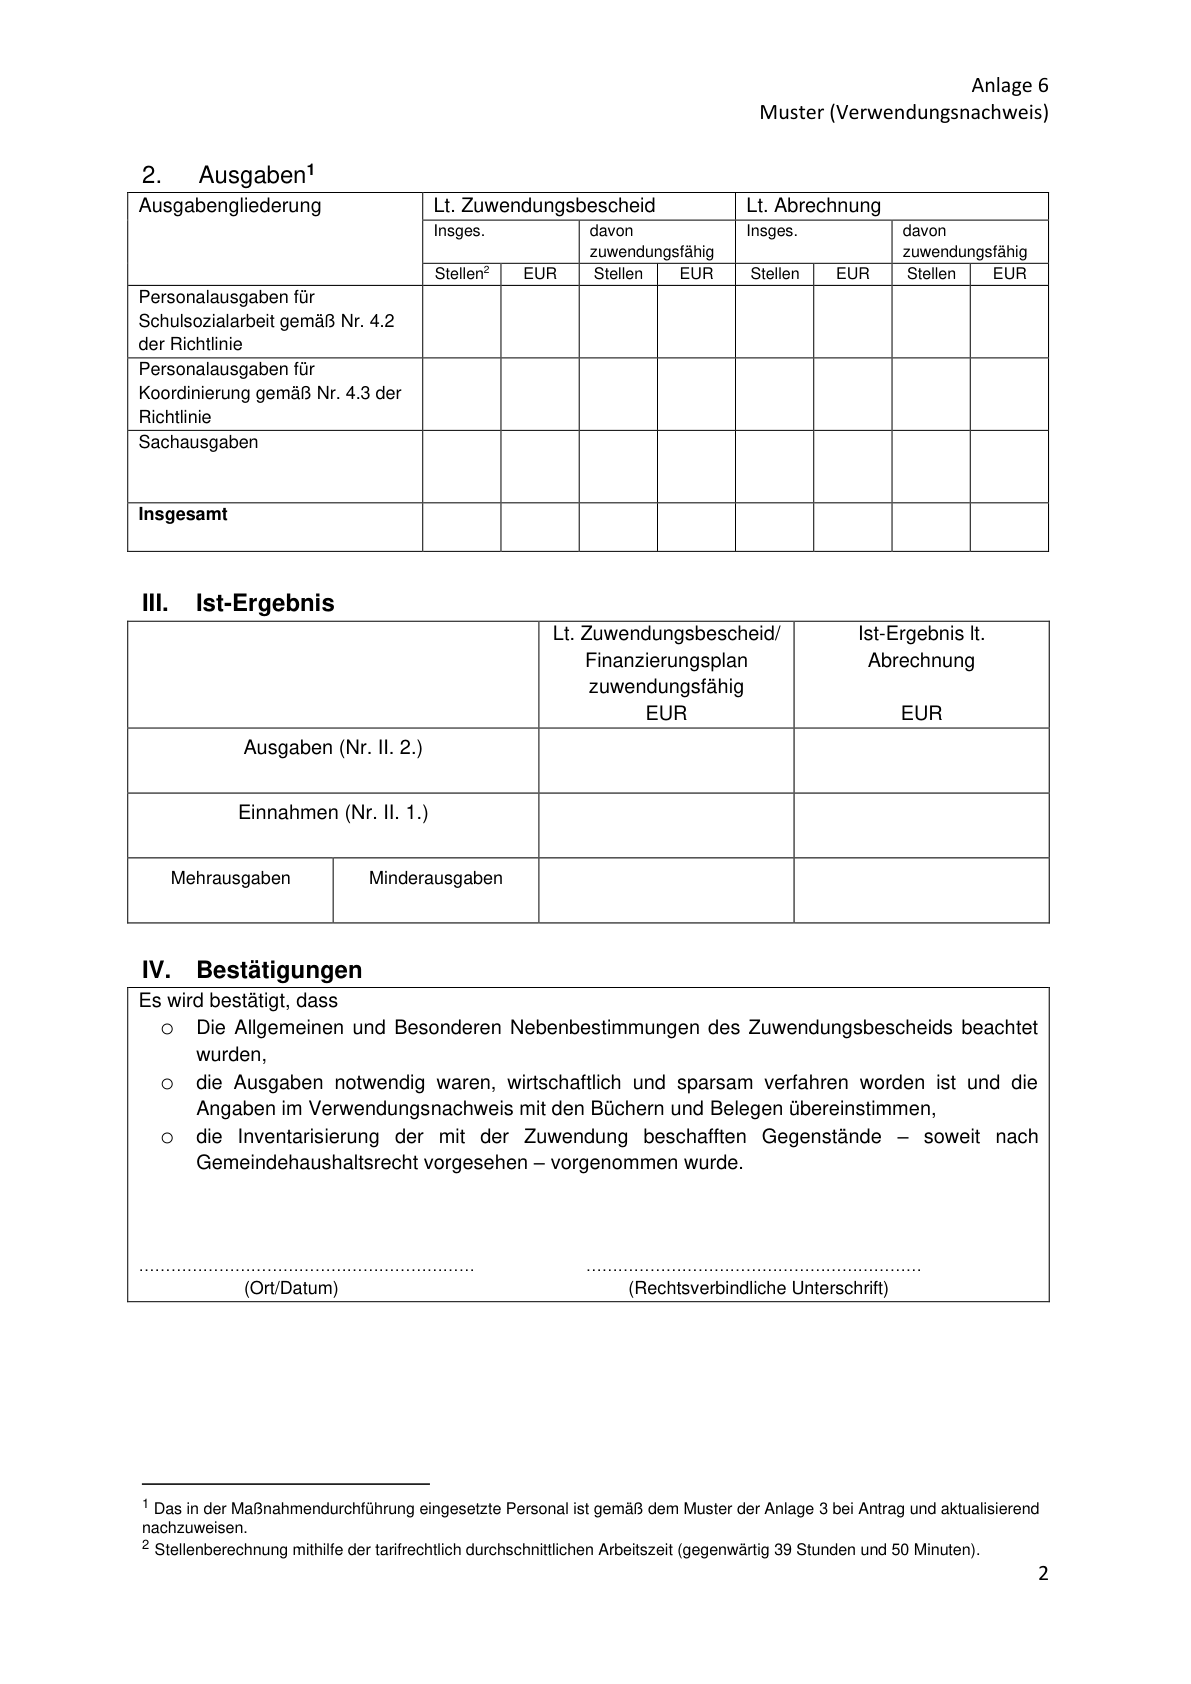 Anlage 6
Muster (Verwendungsnachweis)
2. Ausgaben¹
Ausgabengliederung
Lt. Zuwendungsbescheid
Lt. Abrechnung
Insges.
davon
zuwendungsfähig
Insges.
davon
zuwendungsfähig
Stellen²
EUR
Stellen
EUR
Stellen
EUR
Stellen
EUR
Personalausgaben für
Schulsozialarbeit gemäß Nr. 4.2
der Richtlinie
Personalausgaben für
Koordinierung gemäß Nr. 4.3 der
Richtlinie
Sachausgaben
Insgesamt
III. Ist-Ergebnis
Lt. Zuwendungsbescheid/
Finanzierungsplan
zuwendungsfähig
EUR
Ist-Ergebnis lt.
Abrechnung
EUR
Ausgaben (Nr. II. 2.)
Einnahmen (Nr. II. 1.)
Mehrausgaben
Minderausgaben
IV. Bestätigungen
Es wird bestätigt, dass
o Die Allgemeinen und Besonderen Nebenbestimmungen des Zuwendungsbescheids beachtet
wurden,
o die Ausgaben notwendig waren, wirtschaftlich und sparsam verfahren worden ist und die
Angaben im Verwendungsnachweis mit den Büchern und Belegen übereinstimmen,
o die Inventarisierung der mit der Zuwendung beschafften Gegenstände – soweit nach
Gemeindehaushaltsrecht vorgesehen – vorgenommen wurde.
……………………………………………………… ………………………………………………………
(Ort/Datum) (Rechtsverbindliche Unterschrift)
¹ Das in der Maßnahmendurchführung eingesetzte Personal ist gemäß dem Muster der Anlage 3 bei Antrag und aktualisierend
nachzuweisen.
² Stellenberechnung mithilfe der tarifrechtlich durchschnittlichen Arbeitszeit (gegenwärtig 39 Stunden und 50 Minuten).
2